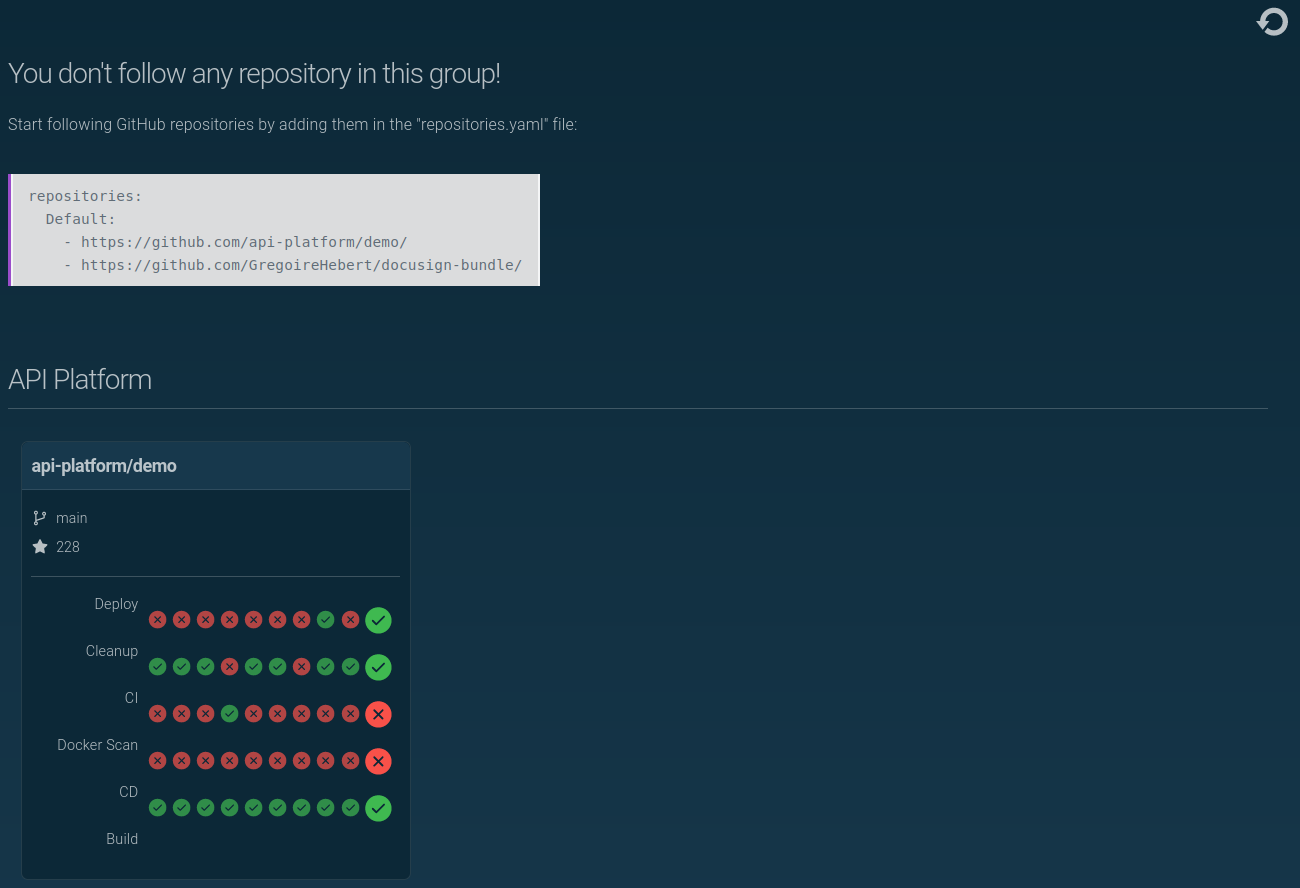 You don't follow any repository in this group!
Start following GitHub repositories by adding them in the "repositories.yaml" file:
repositories:
  Default:
    - https://github.com/api-platform/demo/
    - https://github.com/GregoireHebert/docusign-bundle/
API Platform
api-platform/demo
main
228
Deploy
Cleanup
CI
Docker Scan
CD
Build